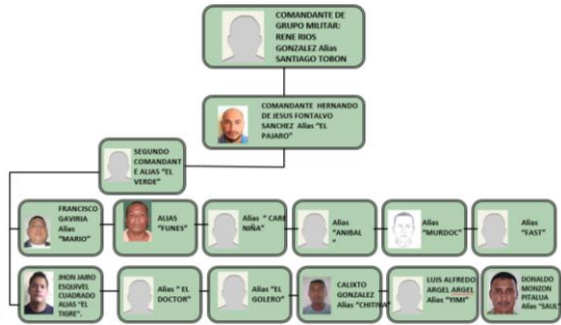 COMANDANTE DE
GRUPO MILITAR:
RENE RIOS
GONZALEZ Alias
SANTIAGO TOBON
COMANDANTE HERNANDO
DE JESUS FONTALVO
SANCHEZ Alias "EL
PAJARO"
SEGUNDO
COMANDANT
E ALIAS "EL
VERDE"
FRANCISCO
GAVIRIA
Alias
"MARIO"
ALIAS
"FUNES"
Alias " CARE
NIÑA"
Alias
"ANIBAL
"
Alias
"MURDOC"
Alias
"FAST"
JHON JAIRO
ESQUIVEL
CUADRADO
ALIAS "EL
TIGRE".
Alias " EL
DOCTOR"
Alias "EL
GOLERO"
CALIXTO
GONZALEZ
Alias "CHITIVA"
LUIS ALFREDO
ARGEL ARGEL
Alias "YIMI"
DONALDO
MONZON
PITALUA
Alias "SAUL"